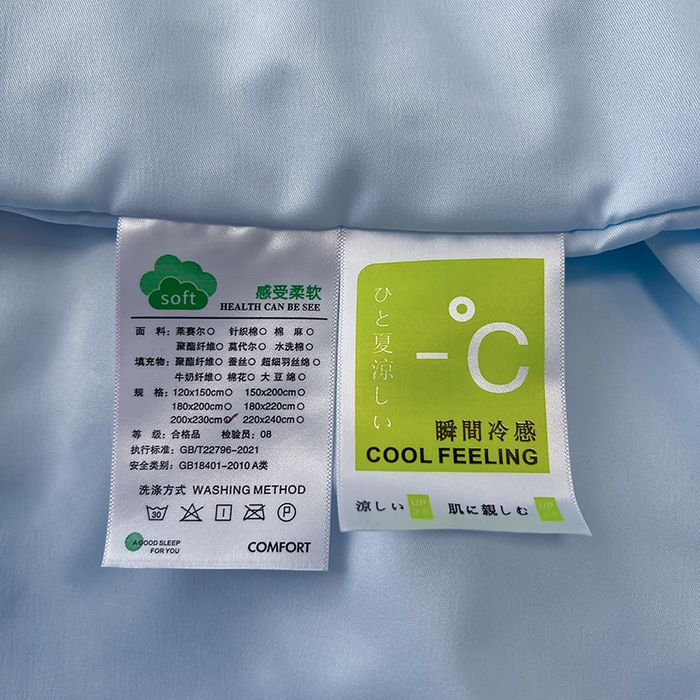 soft
感受柔软
HEALTH CAN BE SEE
面 料: 莱赛尔○ 针织棉○ 棉 麻○
聚酯纤维○ 莫代尔○ 水洗棉○
填充物: 聚酯纤维○ 蚕丝○ 超细羽丝绵○
牛奶纤维○ 棉花○ 大豆绵○
规 格: 120x150cm○ 150x200cm○
180x200cm○ 180x220cm○
200x230cm○✓ 220x240cm○
等 级: 合格品 检验员: 08
执行标准: GB/T22796-2021
安全类别: GB18401-2010 A类
洗涤方式 WASHING METHOD
30 P
A GOOD SLEEP
FOR YOU
COMFORT
ひと夏涼しい
-°C
瞬間冷感
COOL FEELING
涼しい UP 肌に親しむ UP